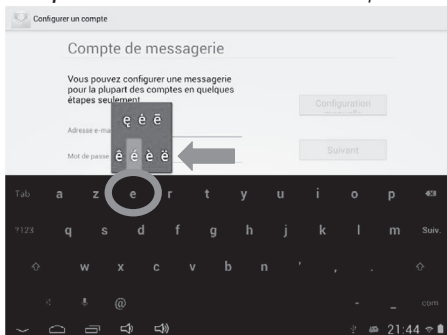 Configurer un compte
Compte de messagerie
Vous pouvez configurer une messagerie
pour la plupart des comptes en quelques
étapes seulement
Configuration
manuelle
Adresse e-ma
ę ė ē
Mot de passe
ê é è ë
Suivant
Tab a z e r t y u i o p
?123 q s d f g h j k l m Suiv.
w x c v b n ' , .
@ - _ .com
21:44